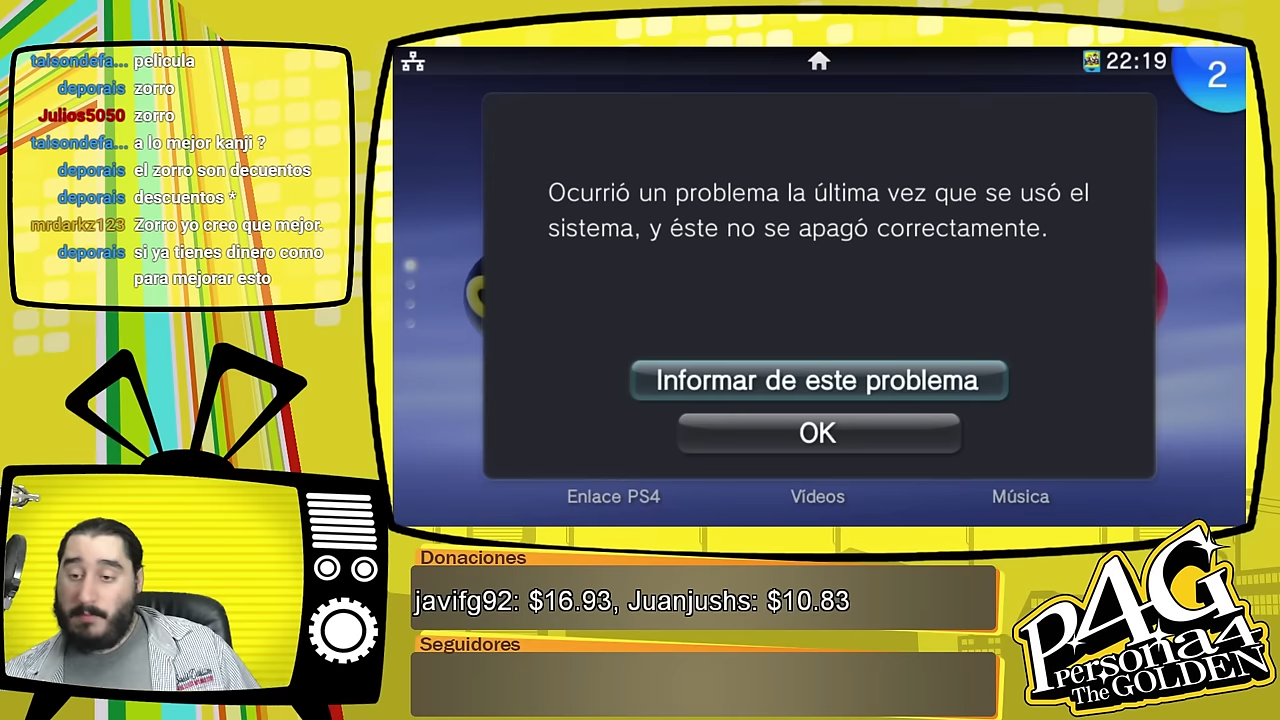 taisondefa... pelicula
deporais zorro
Julios5050 zorro
taisondefa... a lo mejor kanji ?
deporais el zorro son decuentos
deporais descuentos *
mrdarkz123 Zorro yo creo que mejor.
deporais si ya tienes dinero como
para mejorar esto
22:19
2
Ocurrió un problema la última vez que se usó el
sistema, y éste no se apagó correctamente.
Informar de este problema
OK
Enlace PS4 Vídeos Música
Donaciones
javifg92: $16.93, Juanjushs: $10.83
Seguidores
P4G
Persona 4
The GOLDEN